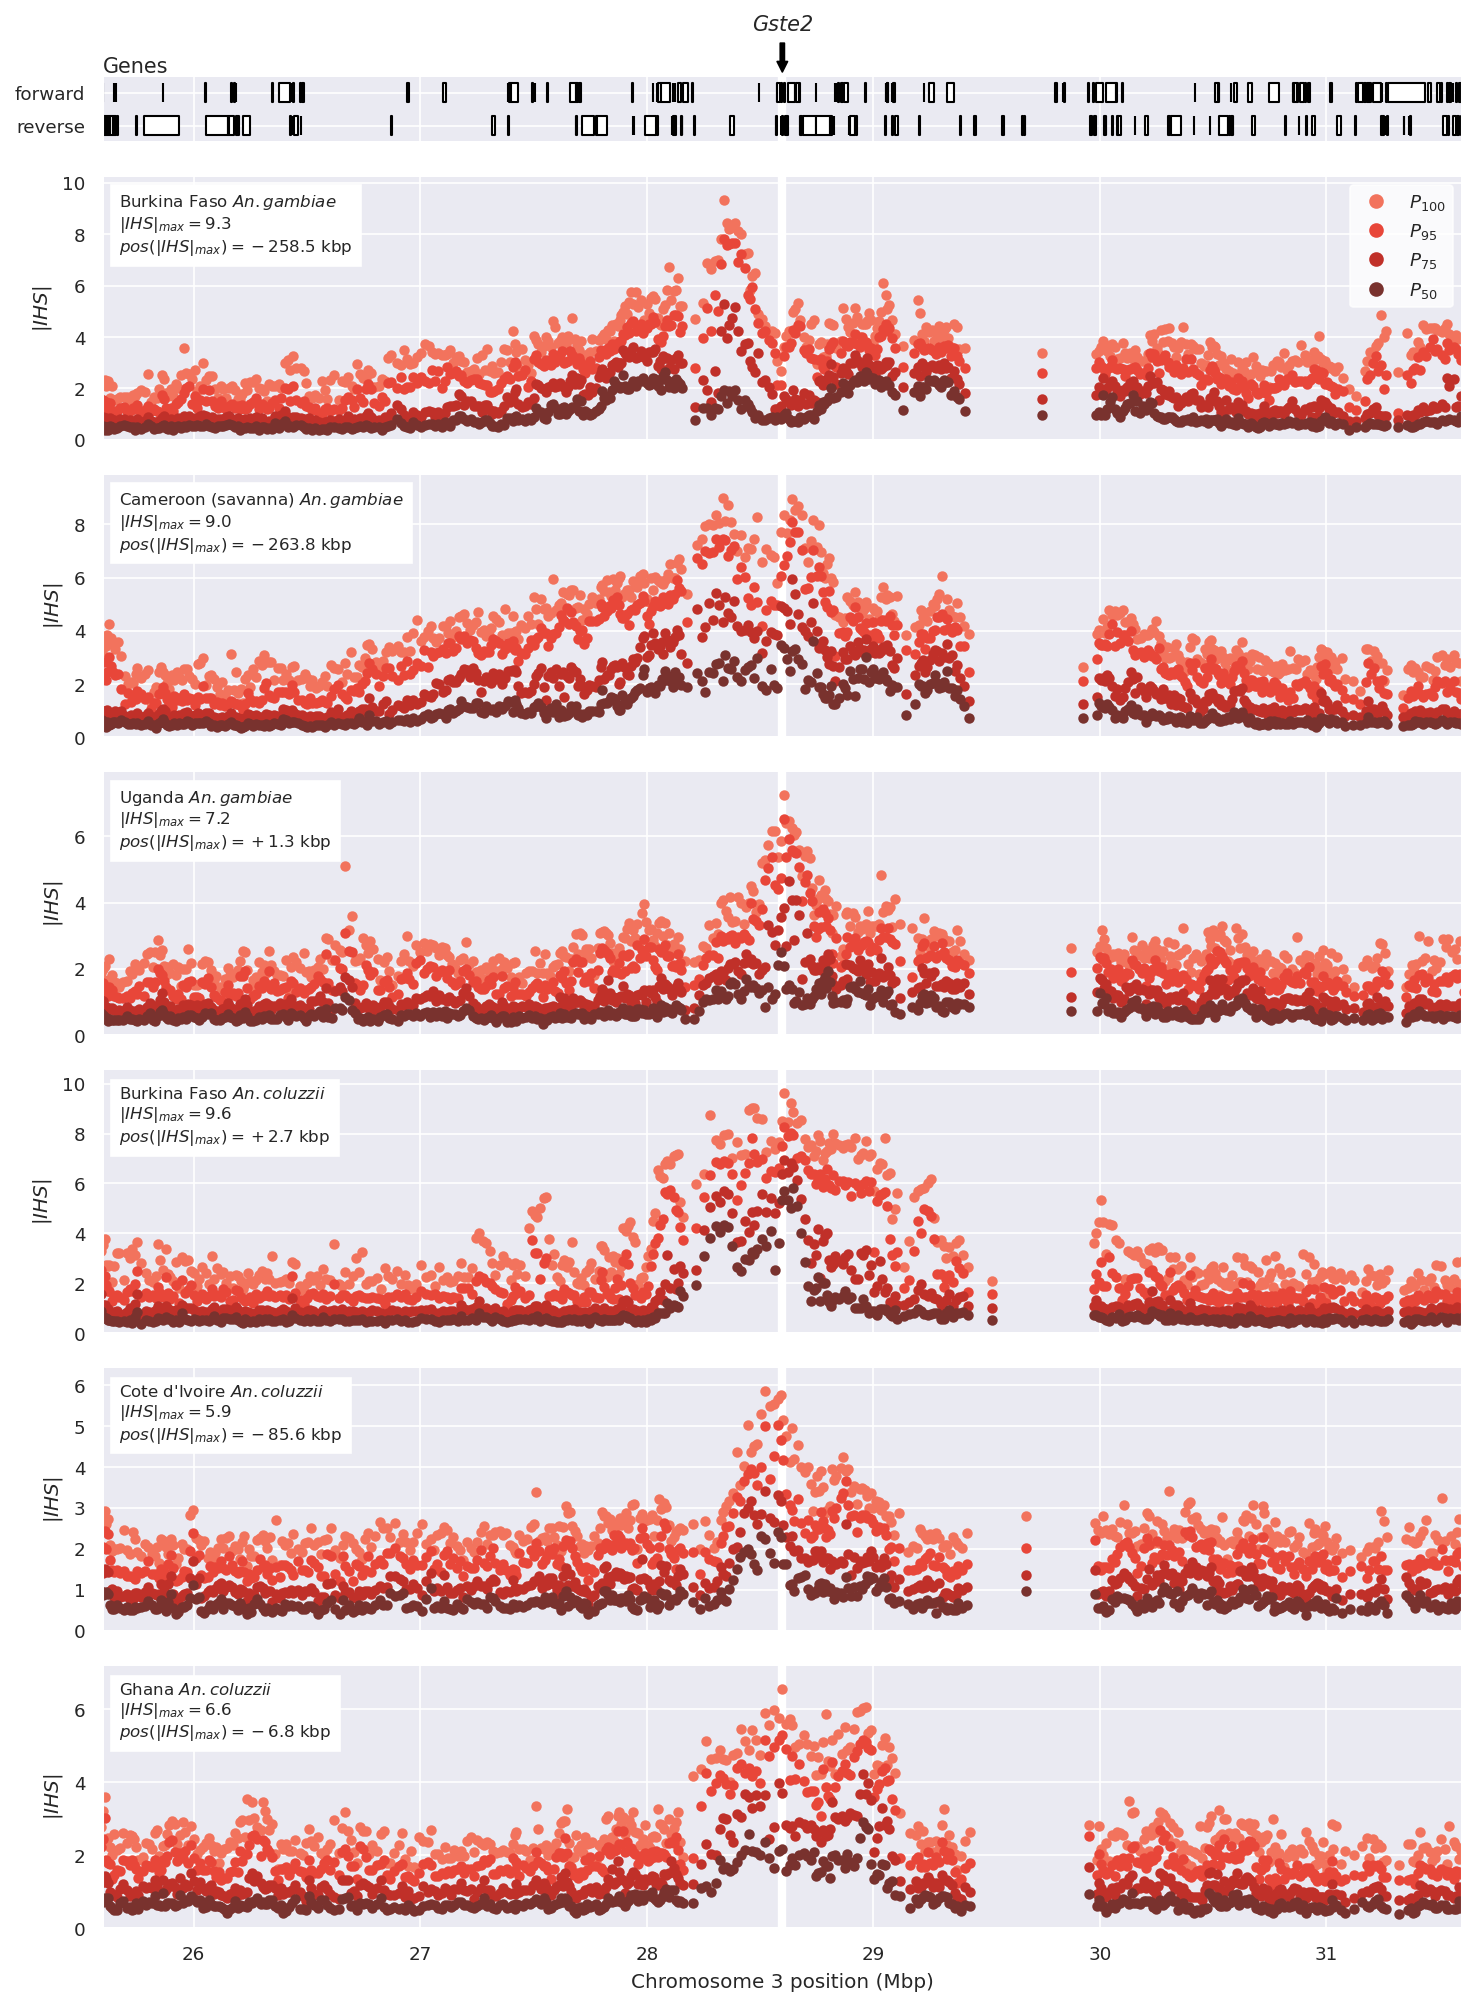 Gste2
Genes
forward
reverse
10
8
6
4
2
0
|IHS|
Burkina Faso An. gambiae
|IHS|max = 9.3
pos(|IHS|max) = −258.5 kbp
P100
P95
P75
P50
8
6
4
2
0
|IHS|
Cameroon (savanna) An. gambiae
|IHS|max = 9.0
pos(|IHS|max) = −263.8 kbp
6
4
2
0
|IHS|
Uganda An. gambiae
|IHS|max = 7.2
pos(|IHS|max) = +1.3 kbp
10
8
6
4
2
0
|IHS|
Burkina Faso An. coluzzii
|IHS|max = 9.6
pos(|IHS|max) = +2.7 kbp
6
5
4
3
2
1
0
|IHS|
Cote d'Ivoire An. coluzzii
|IHS|max = 5.9
pos(|IHS|max) = −85.6 kbp
6
4
2
0
|IHS|
Ghana An. coluzzii
|IHS|max = 6.6
pos(|IHS|max) = −6.8 kbp
26 27 28 29 30 31
Chromosome 3 position (Mbp)